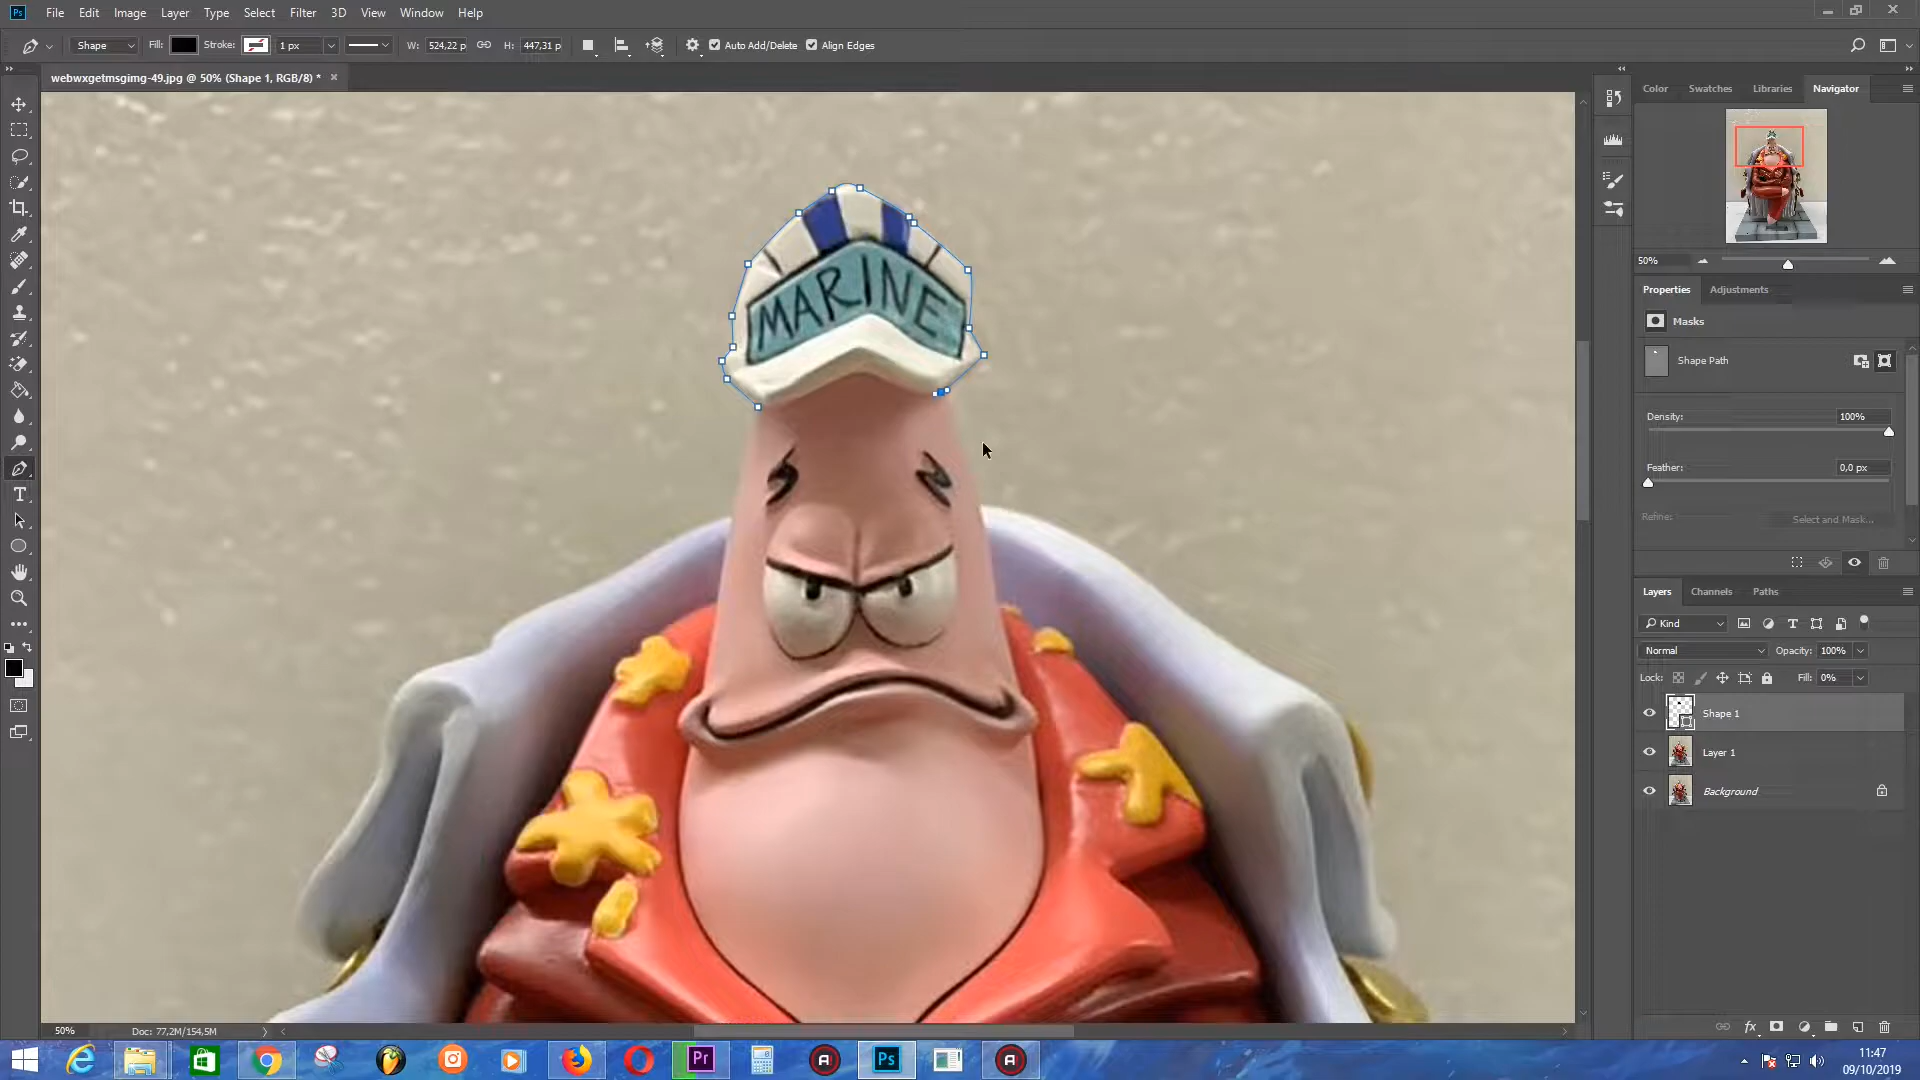 File Edit Image Layer Type Select Filter 3D View Window Help
Shape Fill: Stroke: 1 px W: 524,22 p H: 447,31 p Auto Add/Delete Align Edges
webwxgetmsgimg-49.jpg @ 50% (Shape 1, RGB/8) *
Color Swatches Libraries Navigator
50%
Properties Adjustments
Masks
Shape Path
Density: 100%
Feather: 0,0 px
Refine: Select and Mask...
Layers Channels Paths
Kind
Normal Opacity: 100%
Lock: Fill: 0%
Shape 1
Layer 1
Background
MARINE
50% Doc: 77,2M/154,5M
Pr Ps
11:47
09/10/2019